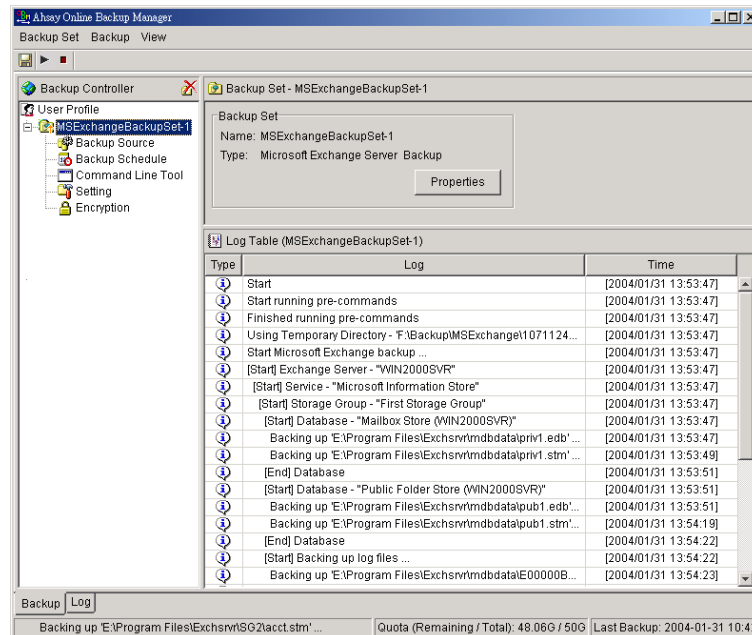 Ahsay Online Backup Manager
Backup Set Backup View
Backup Controller
User Profile
MSExchangeBackupSet-1
Backup Source
Backup Schedule
Command Line Tool
Setting
Encryption
Backup Set - MSExchangeBackupSet-1
Backup Set
Name: MSExchangeBackupSet-1
Type: Microsoft Exchange Server Backup
Properties
Log Table (MSExchangeBackupSet-1)
Type Log Time
Start [2004/01/31 13:53:47]
Start running pre-commands [2004/01/31 13:53:47]
Finished running pre-commands [2004/01/31 13:53:47]
Using Temporary Directory - 'F:\Backup\MSExchange\1071124... [2004/01/31 13:53:47]
Start Microsoft Exchange backup ... [2004/01/31 13:53:47]
[Start] Exchange Server - "WIN2000SVR" [2004/01/31 13:53:47]
[Start] Service - "Microsoft Information Store" [2004/01/31 13:53:47]
[Start] Storage Group - "First Storage Group" [2004/01/31 13:53:47]
[Start] Database - "Mailbox Store (WIN2000SVR)" [2004/01/31 13:53:47]
Backing up 'E:\Program Files\Exchsrvr\mdbdata\priv1.edb' ... [2004/01/31 13:53:47]
Backing up 'E:\Program Files\Exchsrvr\mdbdata\priv1.stm' ... [2004/01/31 13:53:49]
[End] Database [2004/01/31 13:53:51]
[Start] Database - "Public Folder Store (WIN2000SVR)" [2004/01/31 13:53:51]
Backing up 'E:\Program Files\Exchsrvr\mdbdata\pub1.edb'... [2004/01/31 13:53:51]
Backing up 'E:\Program Files\Exchsrvr\mdbdata\pub1.stm'... [2004/01/31 13:54:19]
[End] Database [2004/01/31 13:54:22]
[Start] Backing up log files ... [2004/01/31 13:54:22]
Backing up 'E:\Program Files\Exchsrvr\mdbdata\E00000B... [2004/01/31 13:54:23]
Backup Log
Backing up 'E:\Program Files\Exchsrvr\SG2\acct.stm' ... Quota (Remaining / Total): 48.06G / 50G Last Backup: 2004-01-31 10:4